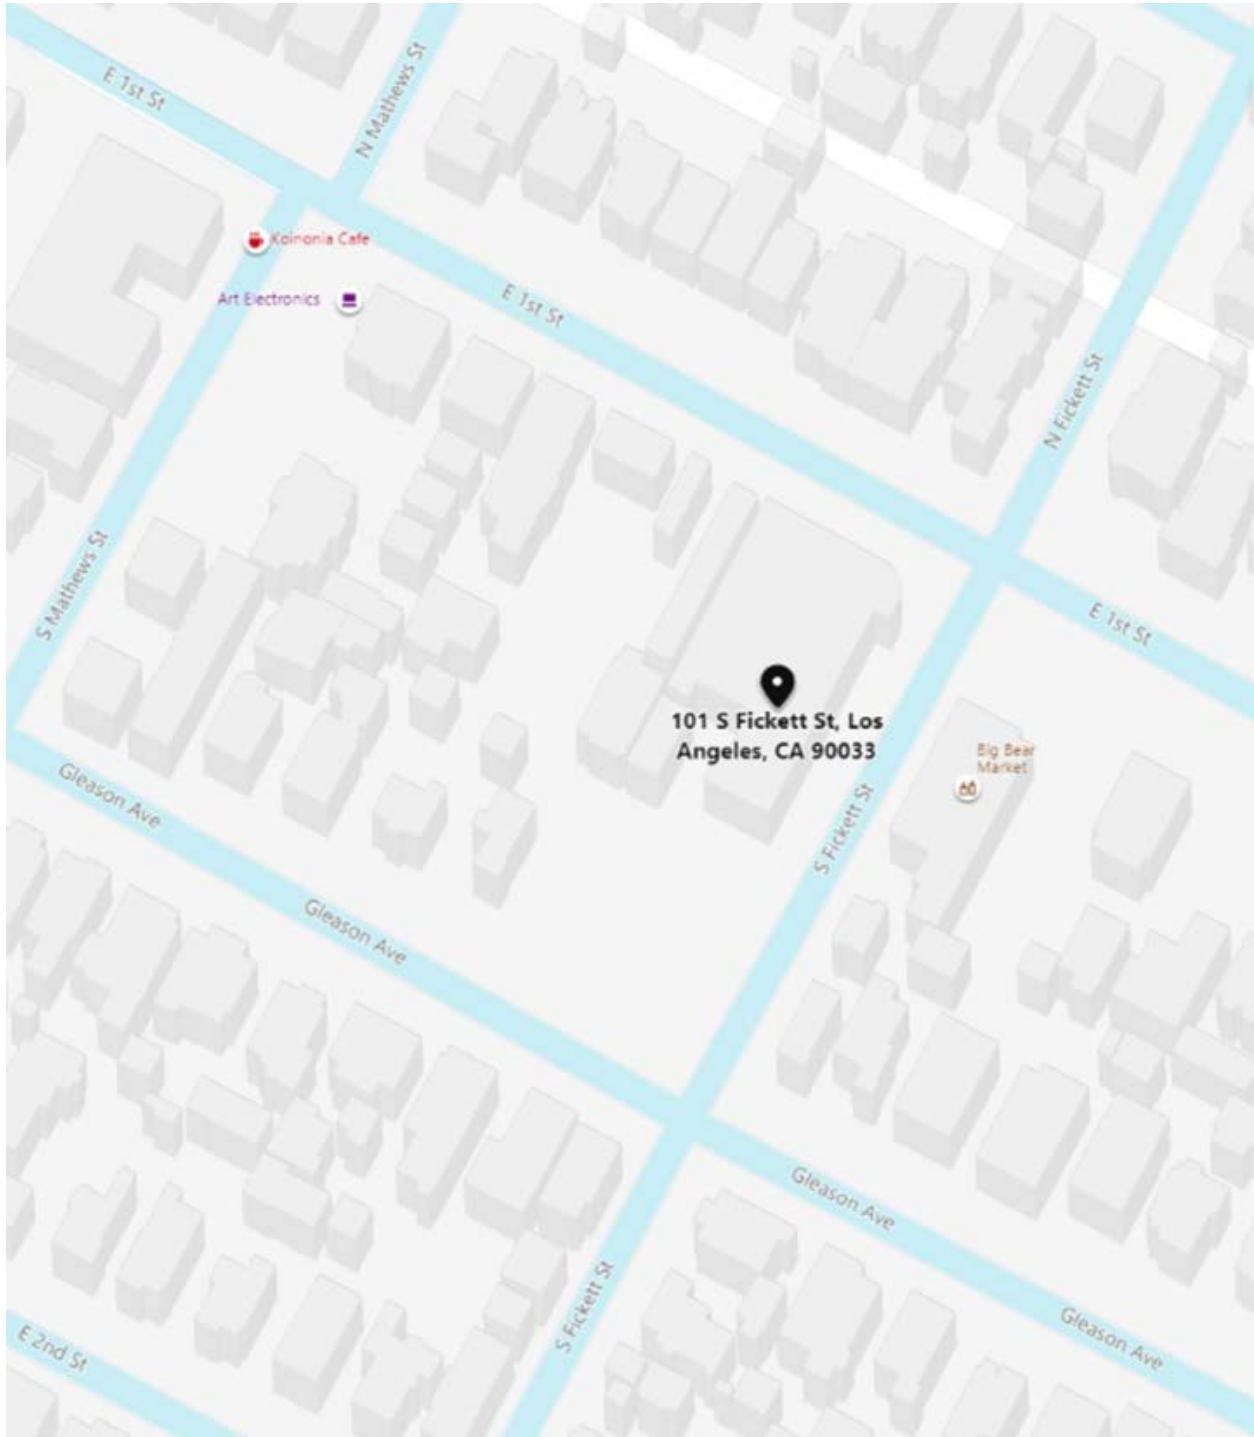 E 1st St
N Mathews St
Koinonia Cafe
Art Electronics
E 1st St
N Fickett St
S Mathews St
E 1st St
101 S Fickett St, Los
Angeles, CA 90033
Big Bear
Market
Gleason Ave
S Fickett St
Gleason Ave
Gleason Ave
S Fickett St
Gleason Ave
E 2nd St